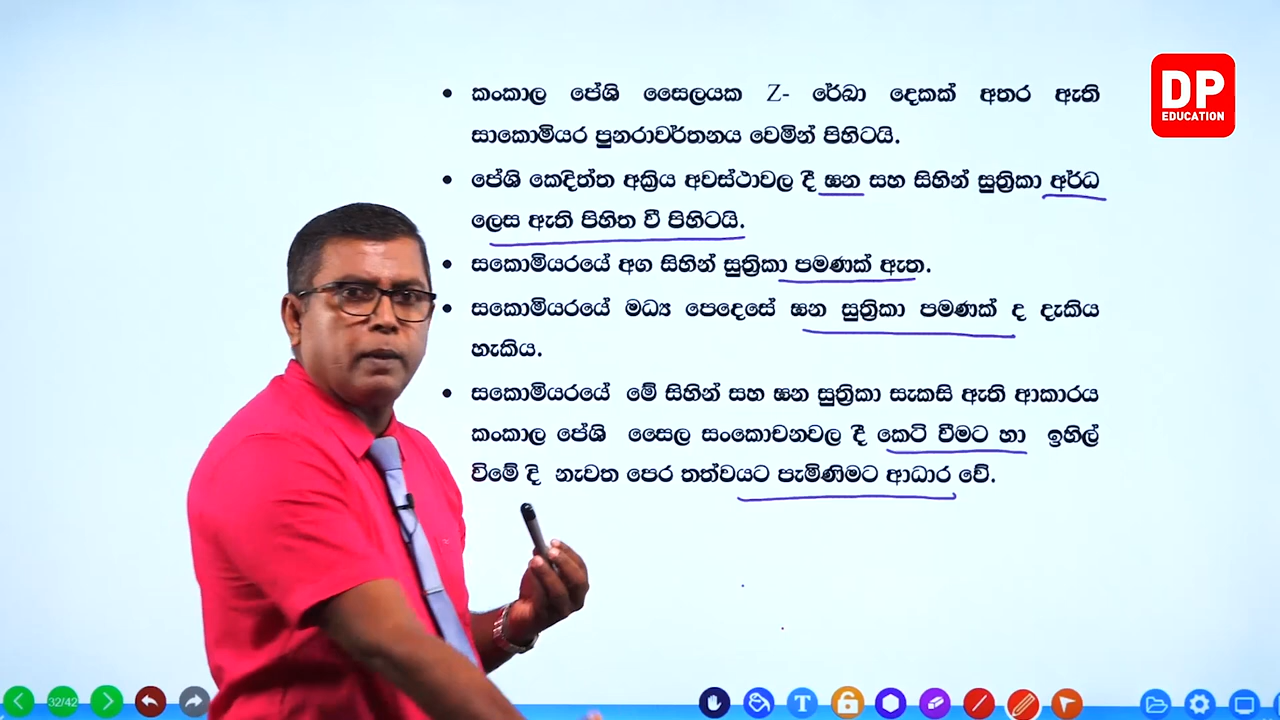 DP
EDUCATION
• කංකාල පේශි සෛලයක Z- රේඛා දෙකක් අතර ඇති
සාකොමියර පුනරාවර්තනය වෙමින් පිහිටයි.
• පේශි කෙදිත්ත අක්‍රිය අවස්ථාවල දී ඝන සහ සිහින් සූත්‍රිකා අර්ධ
ලෙස ඇති පිහිත වී පිහිටයි.
• සකොමියරයේ අග සිහින් සූත්‍රිකා පමණක් ඇත.
• සකොමියරයේ මධ්‍ය පෙදෙසේ ඝන සූත්‍රිකා පමණක් ද දැකිය
හැකිය.
• සකොමියරයේ මේ සිහින් සහ ඝන සූත්‍රිකා සැකසි ඇති ආකාරය
කංකාල පේශි සෛල සංකොචනවල දී කෙටි වීමට හා ඉහිල්
විමේ දි නැවත පෙර තත්වයට පැමිණිමට ආධාර වේ.
32/42
T